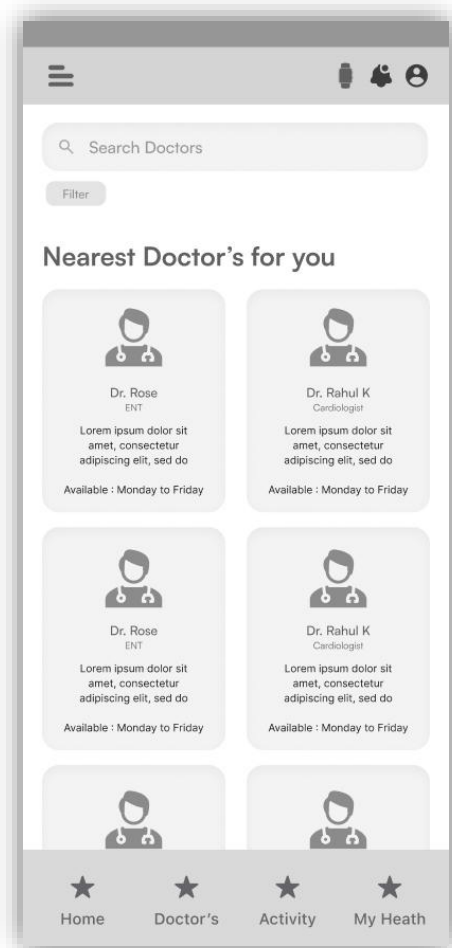 Search Doctors
Filter
Nearest Doctor's for you
Dr. Rose
ENT
Lorem ipsum dolor sit
amet, consectetur
adipiscing elit, sed do
Available : Monday to Friday
Dr. Rahul K
Cardiologist
Lorem ipsum dolor sit
amet, consectetur
adipiscing elit, sed do
Available : Monday to Friday
Dr. Rose
ENT
Lorem ipsum dolor sit
amet, consectetur
adipiscing elit, sed do
Available : Monday to Friday
Dr. Rahul K
Cardiologist
Lorem ipsum dolor sit
amet, consectetur
adipiscing elit, sed do
Available : Monday to Friday
Home
Doctor's
Activity
My Heath